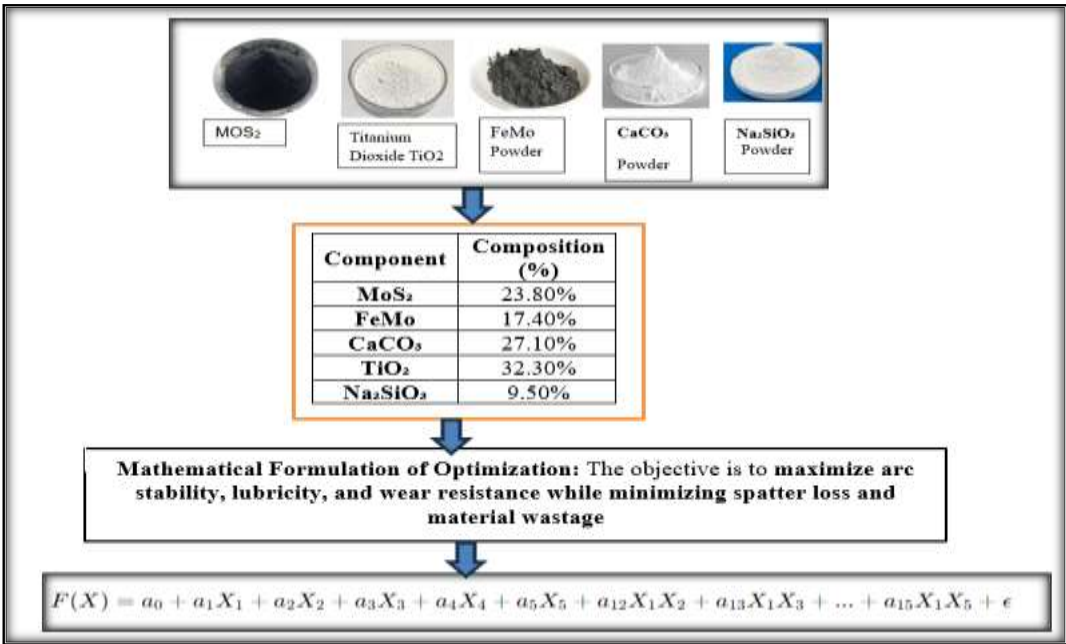 MOS₂
Titanium
Dioxide TiO2
FeMo
Powder
CaCO₃
Powder
Na₂SiO₃
Powder
Component Composition (%)
MoS₂ 23.80%
FeMo 17.40%
CaCO₃ 27.10%
TiO₂ 32.30%
Na₂SiO₃ 9.50%
Mathematical Formulation of Optimization: The objective is to maximize arc
stability, lubricity, and wear resistance while minimizing spatter loss and
material wastage
F(X) = a₀ + a₁X₁ + a₂X₂ + a₃X₃ + a₄X₄ + a₅X₅ + a₁₂X₁X₂ + a₁₃X₁X₃ + ... + a₁₅X₁X₅ + ϵ